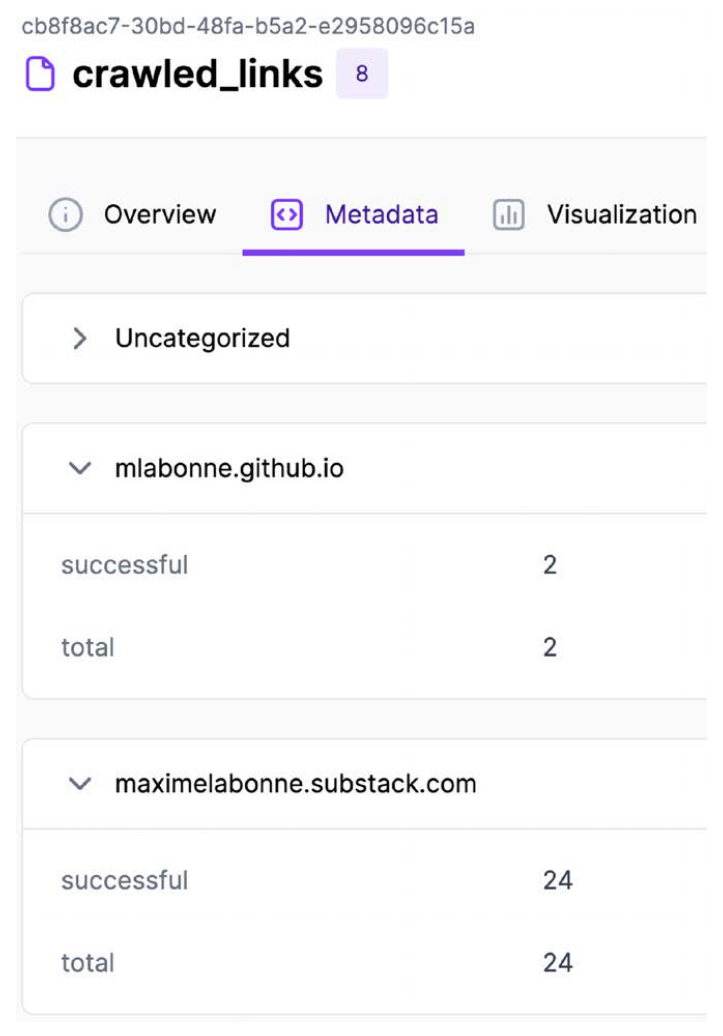 cb8f8ac7-30bd-48fa-b5a2-e2958096c15a
crawled_links 8
Overview Metadata Visualization
Uncategorized
mlabonne.github.io
successful 2
total 2
maximelabonne.substack.com
successful 24
total 24